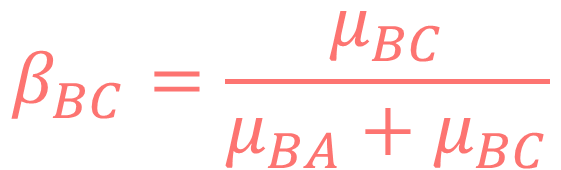 β_BC = μ_BC / (μ_BA + μ_BC)